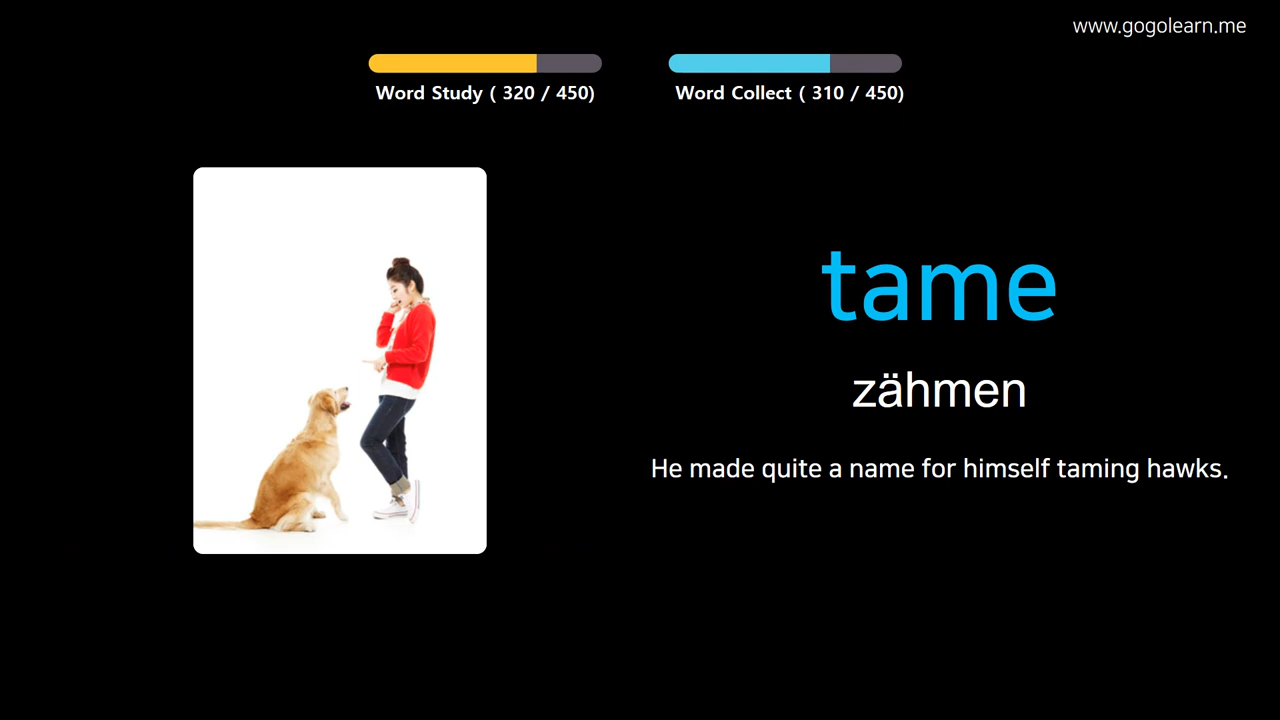 www.gogolearn.me
Word Study ( 320 / 450)
Word Collect ( 310 / 450)
tame
zähmen
He made quite a name for himself taming hawks.